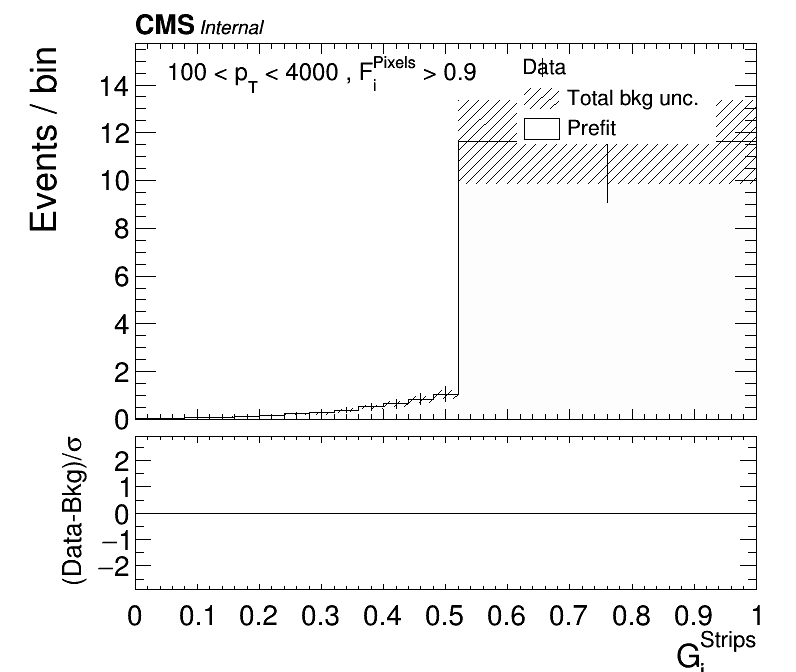 CMS Internal
100 < p_T < 4000 , F_i^Pixels > 0.9
Data
Total bkg unc.
Prefit
Events / bin
14
12
10
8
6
4
2
0
(Data-Bkg)/σ
2
1
0
−1
−2
0 0.1 0.2 0.3 0.4 0.5 0.6 0.7 0.8 0.9 1
G_i^Strips